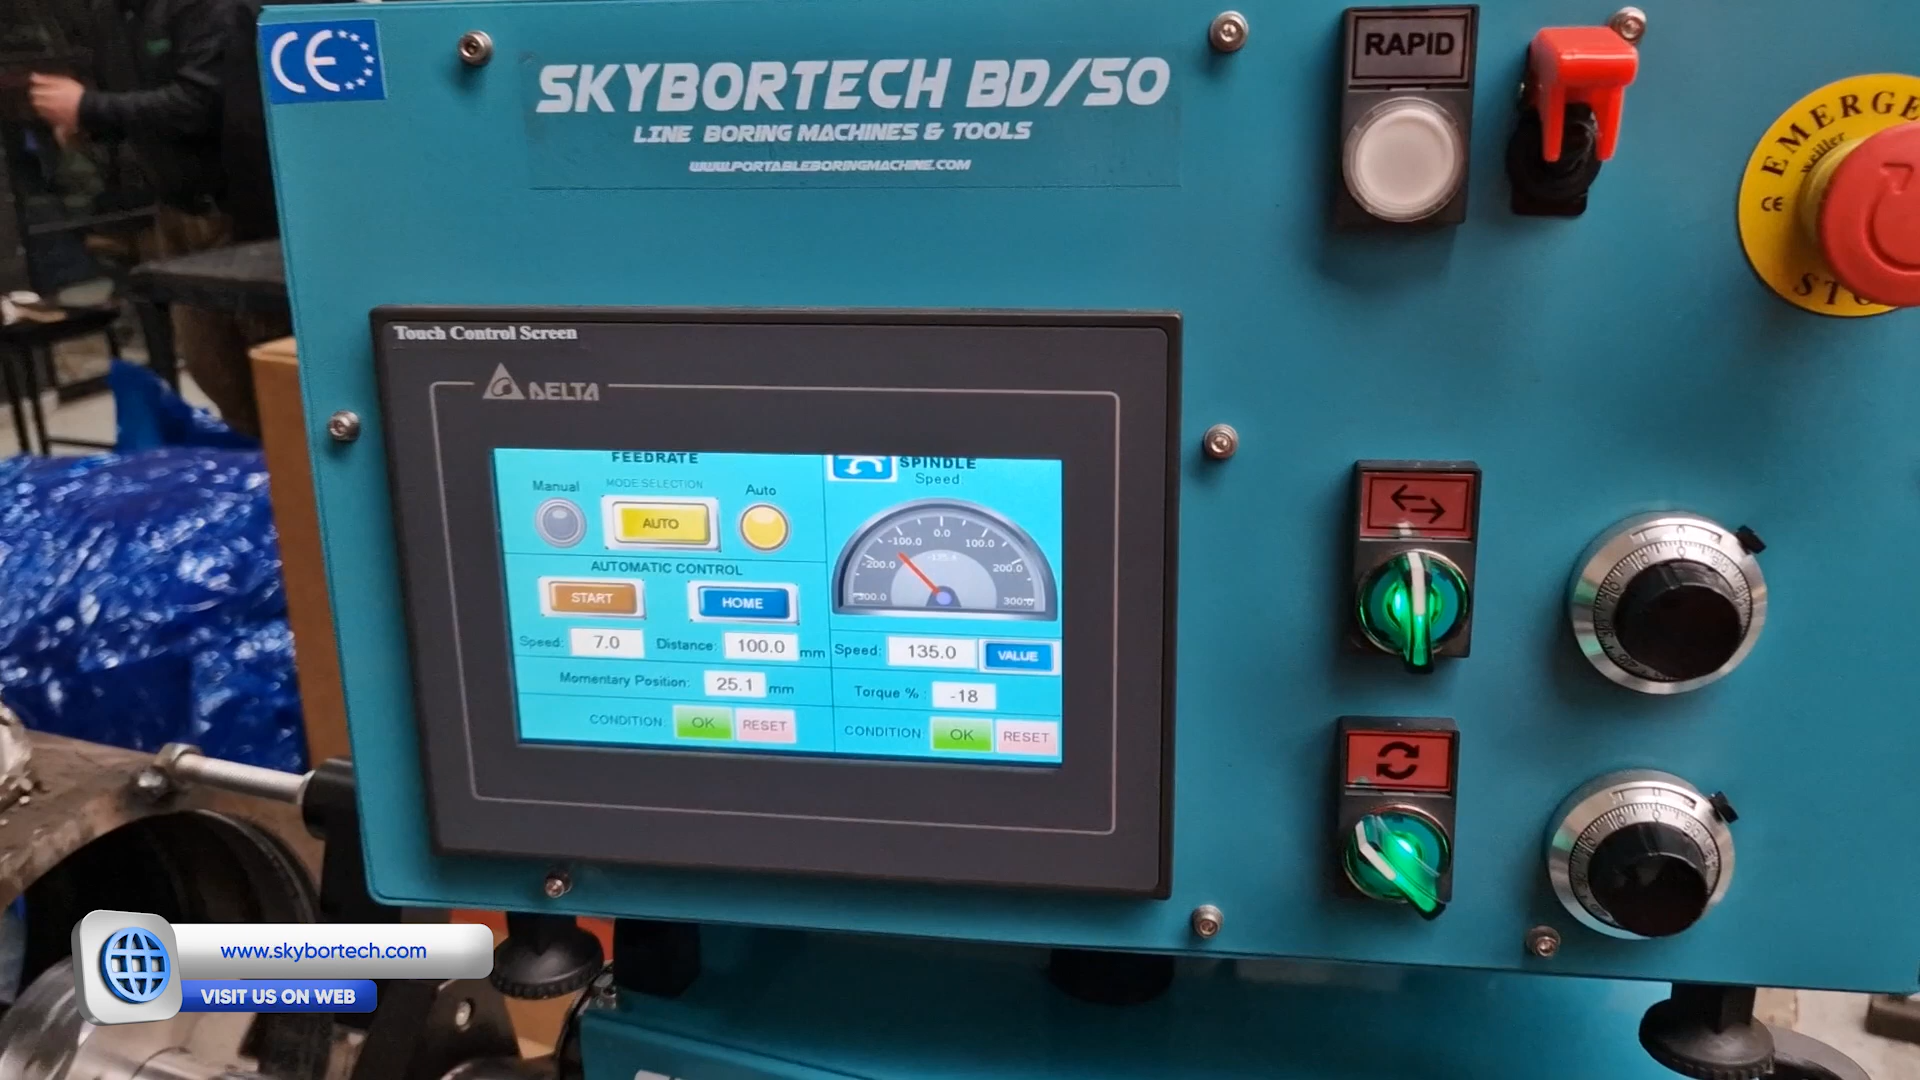 CE
SKYBORTECH BD/50
LINE BORING MACHINES & TOOLS
WWW.PORTABLEBORINGMACHINE.COM
RAPID
EMERGE
CE
STO
Touch Control Screen
DELTA
FEEDRATE
Manual
MODE SELECTION
AUTO
Auto
AUTOMATIC CONTROL
START
HOME
Speed: 7.0 Distance: 100.0 mm
Momentary Position: 25.1 mm
CONDITION: OK RESET
SPINDLE
Speed
-300.0 -200.0 -100.0 0.0 100.0 200.0 300.0
Speed: 135.0 VALUE
Torque % : -18
CONDITION OK RESET
www.skybortech.com
VISIT US ON WEB